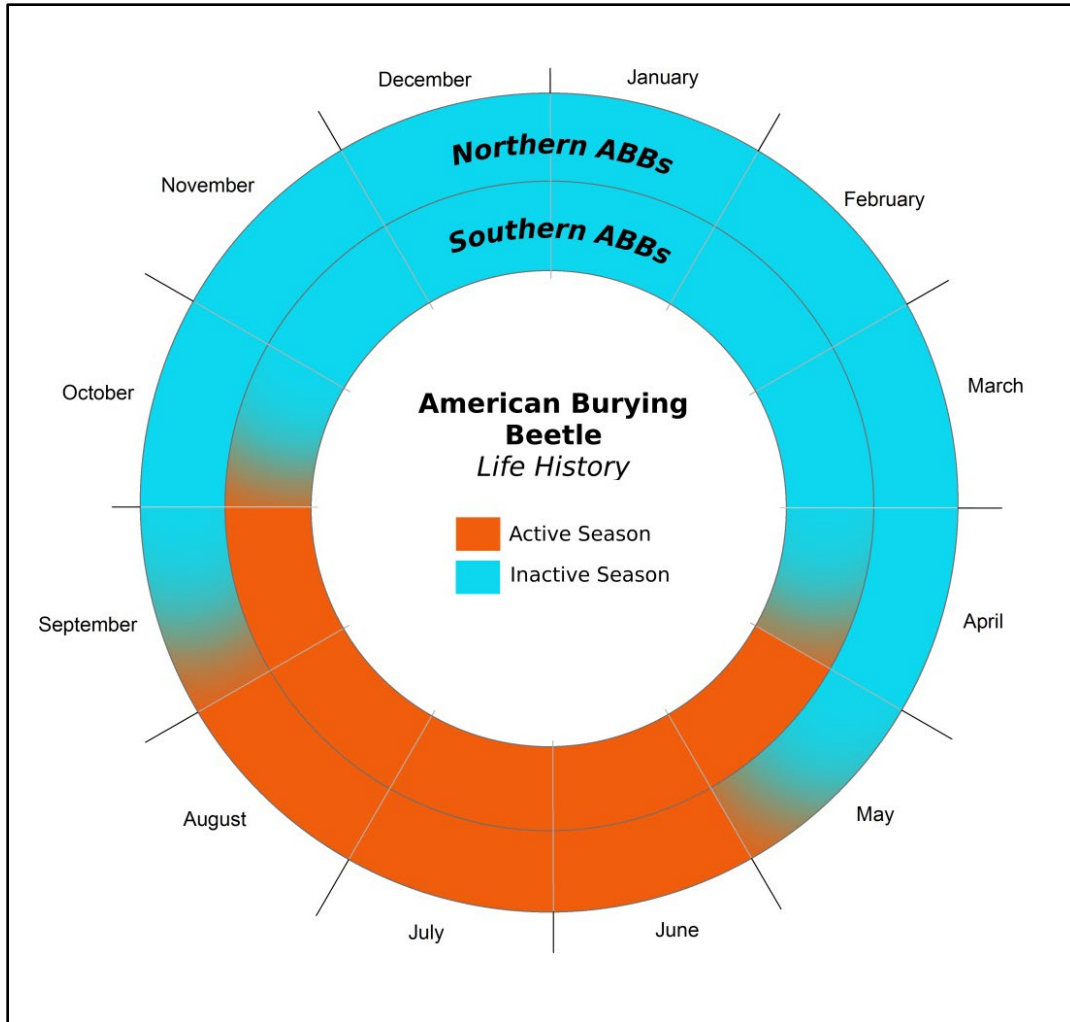 December
January
November
February
Northern ABBs
Southern ABBs
October
March
American Burying
Beetle
Life History
Active Season
Inactive Season
September
April
August
May
July
June